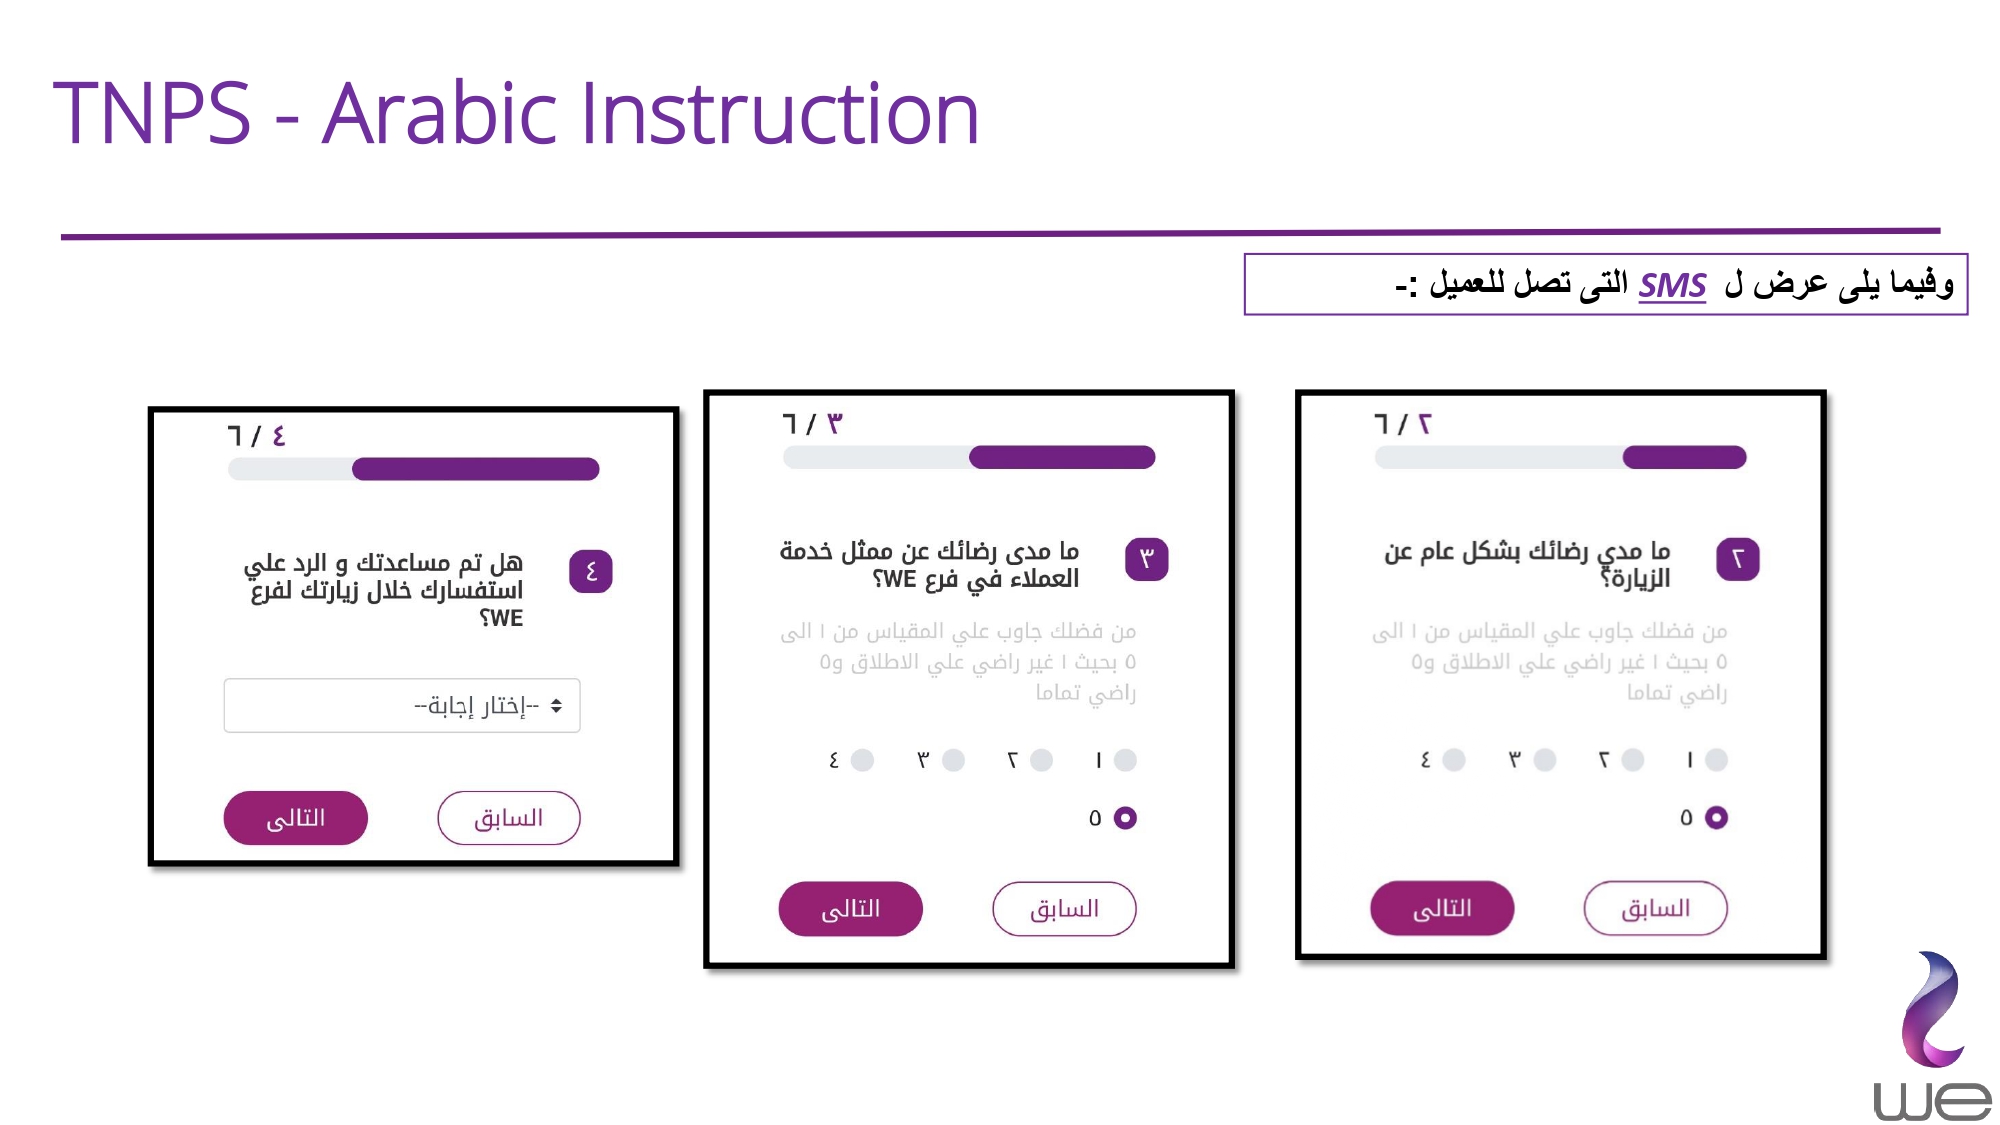 TNPS - Arabic Instruction
وفيما يلى عرض ل SMS التى تصل للعميل :-
٢ / ٦
٢
ما مدي رضائك بشكل عام عن
الزيارة؟
من فضلك جاوب علي المقياس من ١ الى
٥ بحيث ١ غير راضي علي الاطلاق و٥
راضي تماما
١ ٢ ٣ ٤
٥
السابق التالى
٣ / ٦
٣
ما مدى رضائك عن ممثل خدمة
العملاء في فرع WE؟
من فضلك جاوب علي المقياس من ١ الى
٥ بحيث ١ غير راضي علي الاطلاق و٥
راضي تماما
١ ٢ ٣ ٤
٥
السابق التالى
٤ / ٦
٤
هل تم مساعدتك و الرد علي
استفسارك خلال زيارتك لفرع
WE؟
--إختار إجابة--
السابق التالى
we